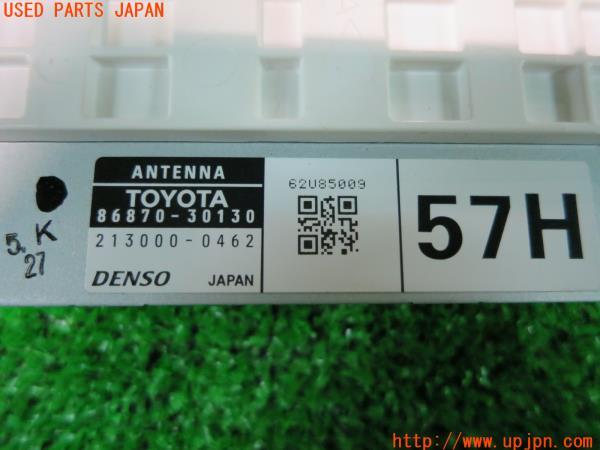 USED PARTS JAPAN
ANTENNA
TOYOTA
86870-30130
213000-0462
DENSO JAPAN
62U85009
57H
5.K
27
http://www.upjpn.com/